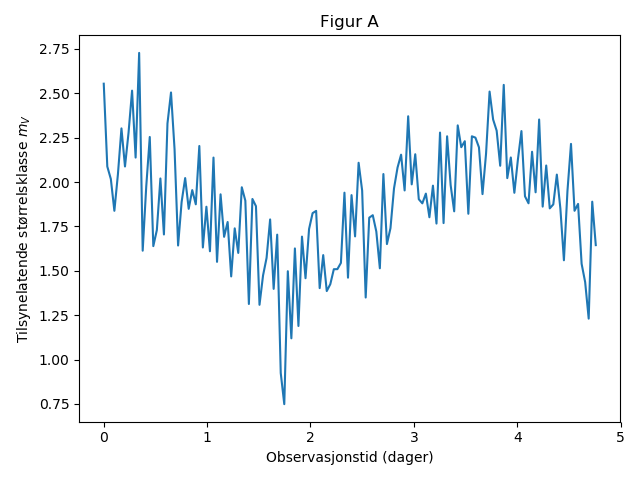 Figur A
Tilsynelatende størrelsklasse $m_V$
2.75
2.50
2.25
2.00
1.75
1.50
1.25
1.00
0.75
0 1 2 3 4 5
Observasjonstid (dager)